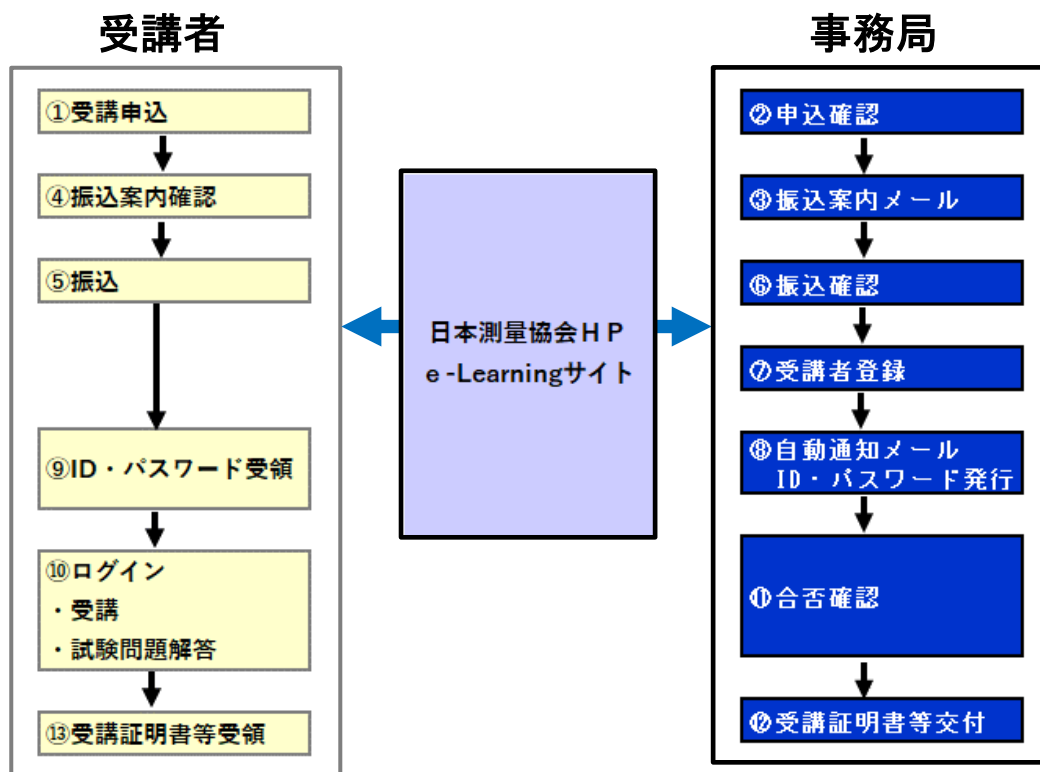 受講者
①受講申込
④振込案内確認
⑤振込
⑨ID・パスワード受領
⑩ログイン
・受講
・試験問題解答
⑬受講証明書等受領
日本測量協会HP
e-Learningサイト
事務局
②申込確認
③振込案内メール
⑥振込確認
⑦受講者登録
⑧自動通知メール
ID・パスワード発行
⑪合否確認
⑫受講証明書等交付